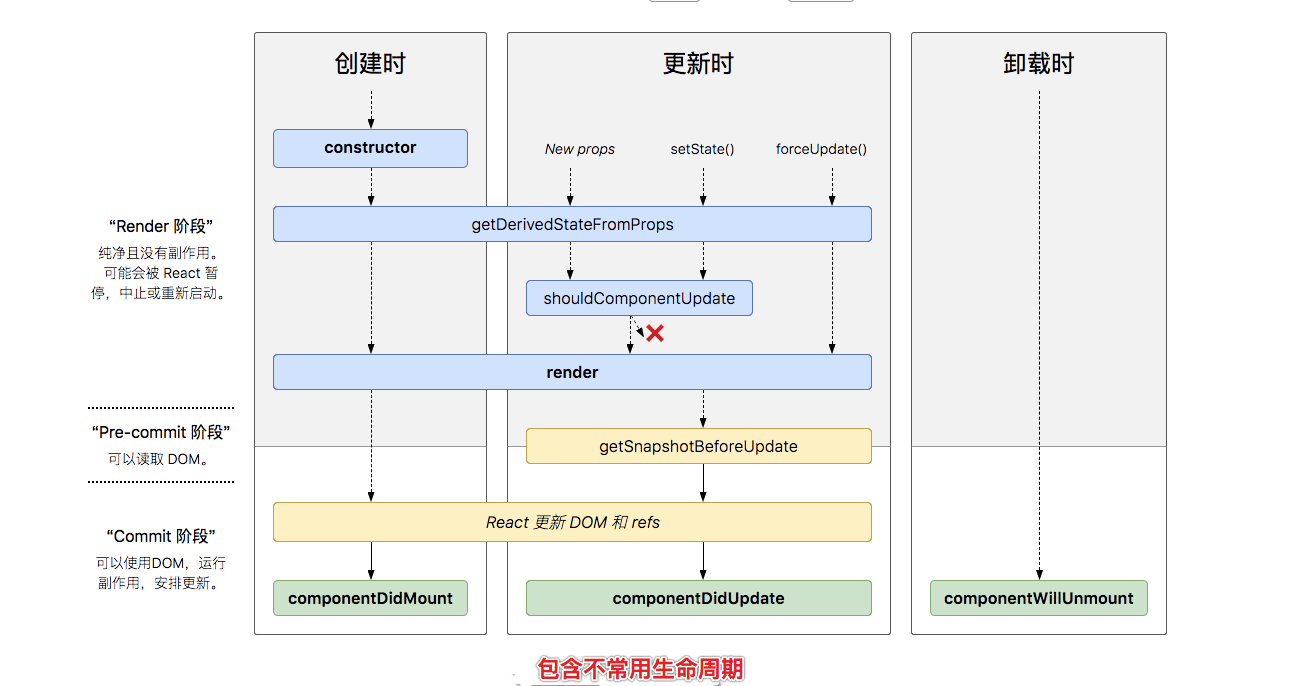 创建时
更新时
卸载时
constructor
New props
setState()
forceUpdate()
“Render 阶段”
纯净且没有副作用。
可能会被 React 暂
停，中止或重新启动。
getDerivedStateFromProps
shouldComponentUpdate
render
“Pre-commit 阶段”
可以读取 DOM。
getSnapshotBeforeUpdate
React 更新 DOM 和 refs
“Commit 阶段”
可以使用DOM，运行
副作用，安排更新。
componentDidMount
componentDidUpdate
componentWillUnmount
包含不常用生命周期